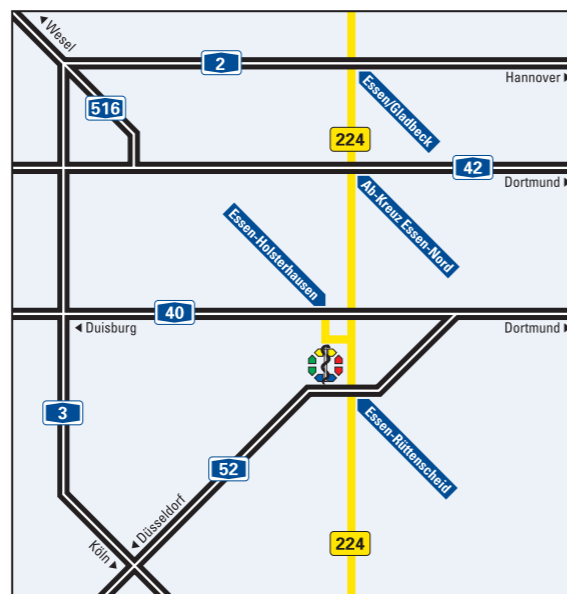 Wesel
2
Hannover
516
Essen/Gladbeck
224
42
Dortmund
Ab-Kreuz Essen-Nord
Essen-Holsterhausen
40
Duisburg
Dortmund
3
Essen-Rüttenscheid
52
Düsseldorf
Köln
224